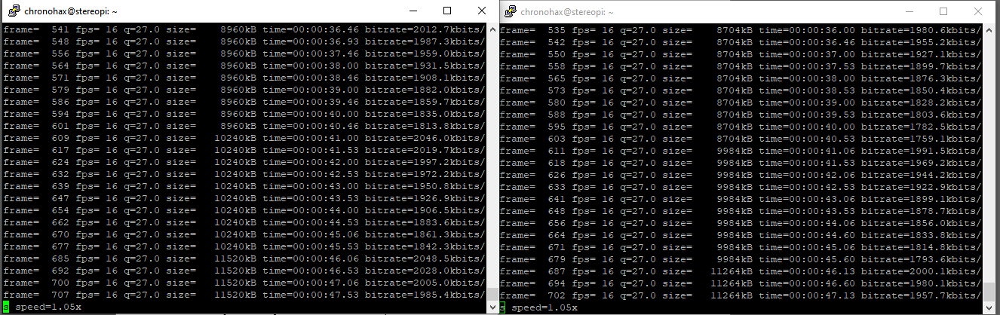 chronohax@stereopi: ~
frame=  541 fps= 16 q=27.0 size=    8960kB time=00:00:36.46 bitrate=2012.7kbits/
frame=  548 fps= 16 q=27.0 size=    8960kB time=00:00:36.93 bitrate=1987.3kbits/
frame=  556 fps= 16 q=27.0 size=    8960kB time=00:00:37.46 bitrate=1959.0kbits/
frame=  564 fps= 16 q=27.0 size=    8960kB time=00:00:38.00 bitrate=1931.5kbits/
frame=  571 fps= 16 q=27.0 size=    8960kB time=00:00:38.46 bitrate=1908.1kbits/
frame=  579 fps= 16 q=27.0 size=    8960kB time=00:00:39.00 bitrate=1882.0kbits/
frame=  586 fps= 16 q=27.0 size=    8960kB time=00:00:39.46 bitrate=1859.7kbits/
frame=  594 fps= 16 q=27.0 size=    8960kB time=00:00:40.00 bitrate=1835.0kbits/
frame=  601 fps= 16 q=27.0 size=    8960kB time=00:00:40.46 bitrate=1813.8kbits/
frame=  609 fps= 16 q=27.0 size=   10240kB time=00:00:41.00 bitrate=2046.0kbits/
frame=  617 fps= 16 q=27.0 size=   10240kB time=00:00:41.53 bitrate=2019.7kbits/
frame=  624 fps= 16 q=27.0 size=   10240kB time=00:00:42.00 bitrate=1997.2kbits/
frame=  632 fps= 16 q=27.0 size=   10240kB time=00:00:42.53 bitrate=1972.2kbits/
frame=  639 fps= 16 q=27.0 size=   10240kB time=00:00:43.00 bitrate=1950.8kbits/
frame=  647 fps= 16 q=27.0 size=   10240kB time=00:00:43.53 bitrate=1926.9kbits/
frame=  654 fps= 16 q=27.0 size=   10240kB time=00:00:44.00 bitrate=1906.5kbits/
frame=  662 fps= 16 q=27.0 size=   10240kB time=00:00:44.53 bitrate=1883.6kbits/
frame=  670 fps= 16 q=27.0 size=   10240kB time=00:00:45.06 bitrate=1861.3kbits/
frame=  677 fps= 16 q=27.0 size=   10240kB time=00:00:45.53 bitrate=1842.3kbits/
frame=  685 fps= 16 q=27.0 size=   11520kB time=00:00:46.06 bitrate=2048.5kbits/
frame=  692 fps= 16 q=27.0 size=   11520kB time=00:00:46.53 bitrate=2028.0kbits/
frame=  700 fps= 16 q=27.0 size=   11520kB time=00:00:47.06 bitrate=2005.0kbits/
frame=  707 fps= 16 q=27.0 size=   11520kB time=00:00:47.53 bitrate=1985.4kbits/
s speed=1.05x
chronohax@stereopi: ~
frame=  535 fps= 16 q=27.0 size=    8704kB time=00:00:36.00 bitrate=1980.6kbits/
frame=  542 fps= 16 q=27.0 size=    8704kB time=00:00:36.46 bitrate=1955.2kbits/
frame=  550 fps= 16 q=27.0 size=    8704kB time=00:00:37.00 bitrate=1927.1kbits/
frame=  558 fps= 16 q=27.0 size=    8704kB time=00:00:37.53 bitrate=1899.7kbits/
frame=  565 fps= 16 q=27.0 size=    8704kB time=00:00:38.00 bitrate=1876.3kbits/
frame=  573 fps= 16 q=27.0 size=    8704kB time=00:00:38.53 bitrate=1850.4kbits/
frame=  580 fps= 16 q=27.0 size=    8704kB time=00:00:39.00 bitrate=1828.2kbits/
frame=  588 fps= 16 q=27.0 size=    8704kB time=00:00:39.53 bitrate=1803.6kbits/
frame=  595 fps= 16 q=27.0 size=    8704kB time=00:00:40.00 bitrate=1782.5kbits/
frame=  603 fps= 16 q=27.0 size=    8704kB time=00:00:40.53 bitrate=1759.1kbits/
frame=  611 fps= 16 q=27.0 size=    9984kB time=00:00:41.06 bitrate=1991.5kbits/
frame=  618 fps= 16 q=27.0 size=    9984kB time=00:00:41.53 bitrate=1969.2kbits/
frame=  626 fps= 16 q=27.0 size=    9984kB time=00:00:42.06 bitrate=1944.2kbits/
frame=  633 fps= 16 q=27.0 size=    9984kB time=00:00:42.53 bitrate=1922.9kbits/
frame=  641 fps= 16 q=27.0 size=    9984kB time=00:00:43.06 bitrate=1899.1kbits/
frame=  648 fps= 16 q=27.0 size=    9984kB time=00:00:43.53 bitrate=1878.7kbits/
frame=  656 fps= 16 q=27.0 size=    9984kB time=00:00:44.06 bitrate=1856.0kbits/
frame=  664 fps= 16 q=27.0 size=    9984kB time=00:00:44.60 bitrate=1833.8kbits/
frame=  671 fps= 16 q=27.0 size=    9984kB time=00:00:45.06 bitrate=1814.8kbits/
frame=  679 fps= 16 q=27.0 size=    9984kB time=00:00:45.60 bitrate=1793.6kbits/
frame=  687 fps= 16 q=27.0 size=   11264kB time=00:00:46.13 bitrate=2000.1kbits/
frame=  694 fps= 16 q=27.0 size=   11264kB time=00:00:46.60 bitrate=1980.1kbits/
frame=  702 fps= 16 q=27.0 size=   11264kB time=00:00:47.13 bitrate=1957.7kbits/
s speed=1.05x